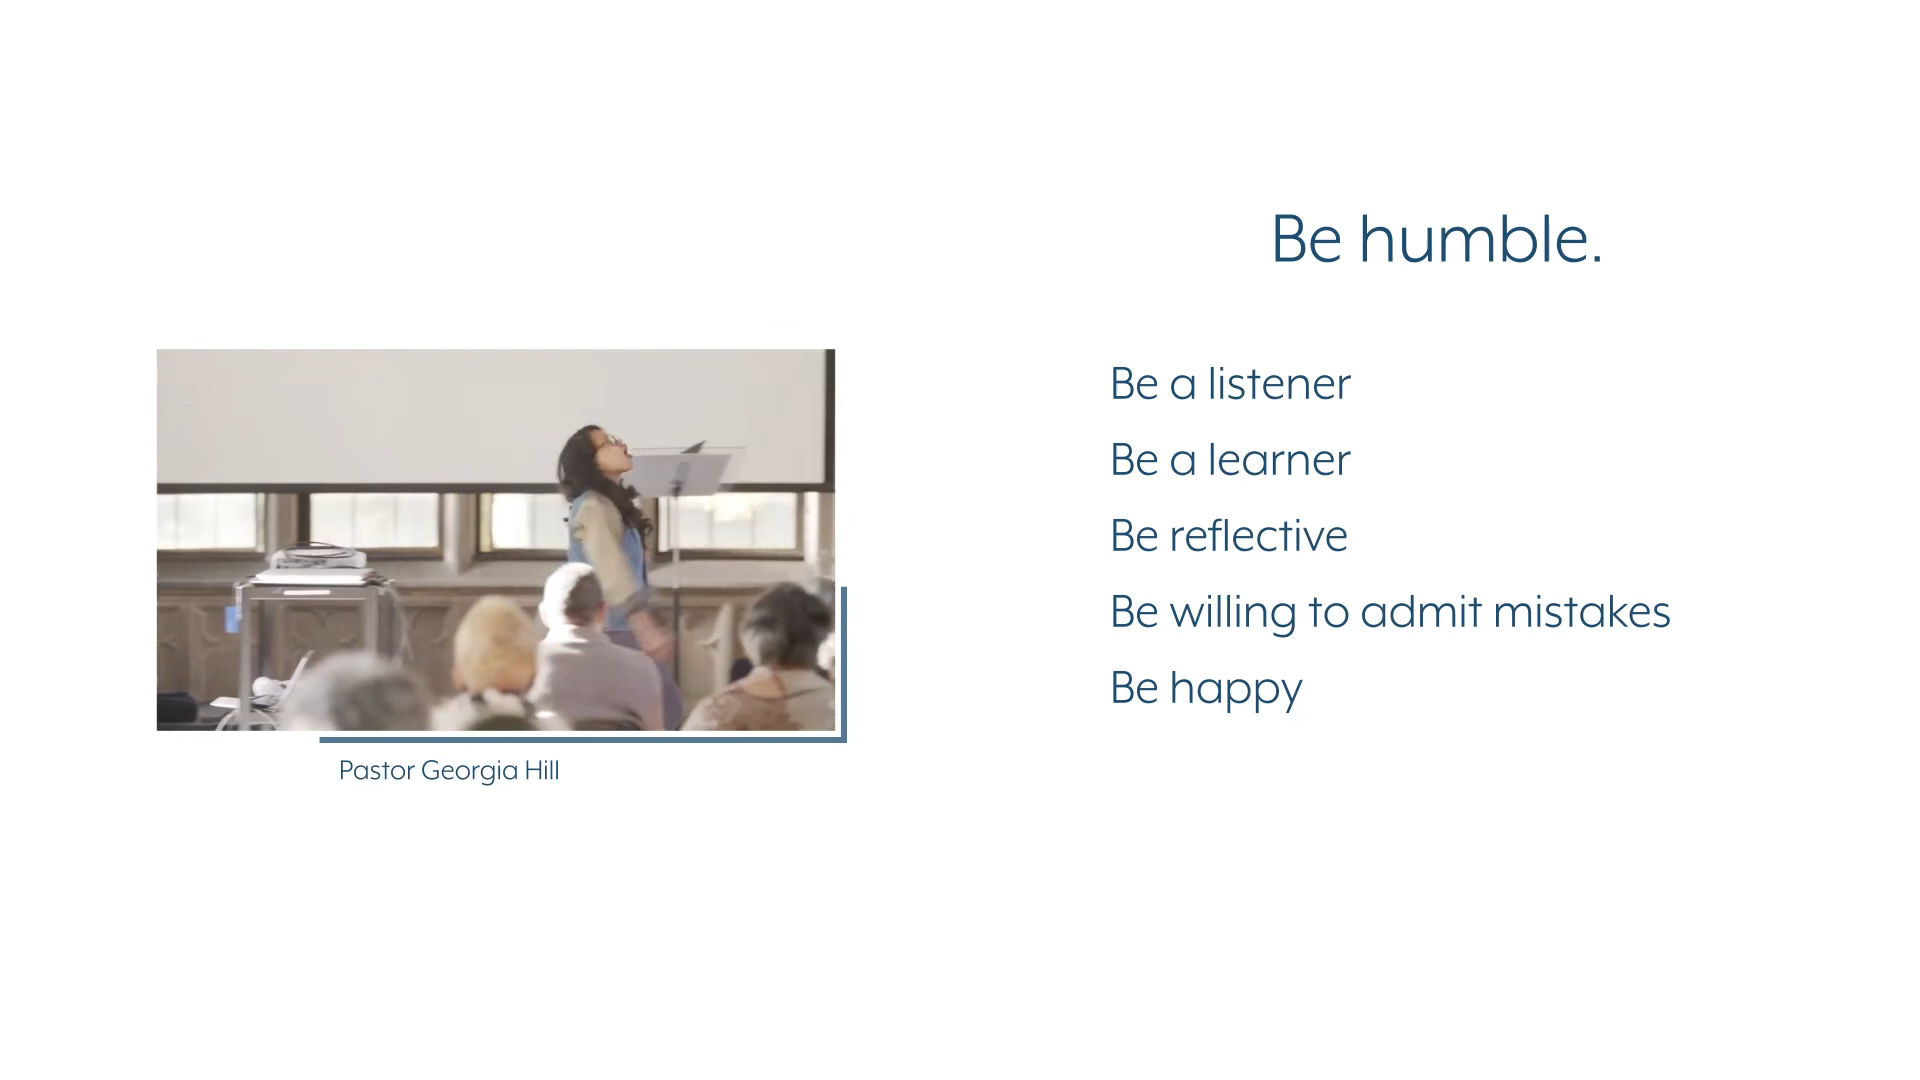 Be humble.
Be a listener
Be a learner
Be reflective
Be willing to admit mistakes
Be happy
Pastor Georgia Hill